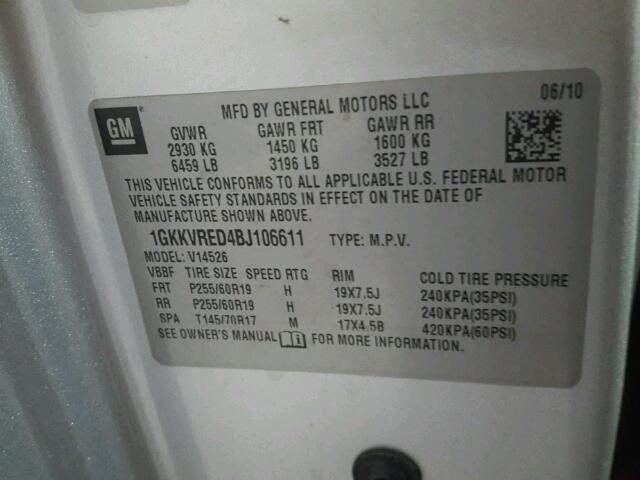 GM
MFD BY GENERAL MOTORS LLC 06/10
GVWR GAWR FRT GAWR RR
2930 KG 1450 KG 1600 KG
6459 LB 3196 LB 3527 LB
THIS VEHICLE CONFORMS TO ALL APPLICABLE U.S. FEDERAL MOTOR
VEHICLE SAFETY STANDARDS IN EFFECT ON THE DATE OF
MANUFACTURE SHOWN ABOVE.
1GKKVRED4BJ106611 TYPE: M.P.V.
MODEL: V14526
VBBF TIRE SIZE SPEED RTG RIM COLD TIRE PRESSURE
FRT P255/60R19 H 19X7.5J 240KPA(35PSI)
RR P255/60R19 H 19X7.5J 240KPA(35PSI)
SPA T145/70R17 M 17X4.5B 420KPA(60PSI)
SEE OWNER'S MANUAL FOR MORE INFORMATION.